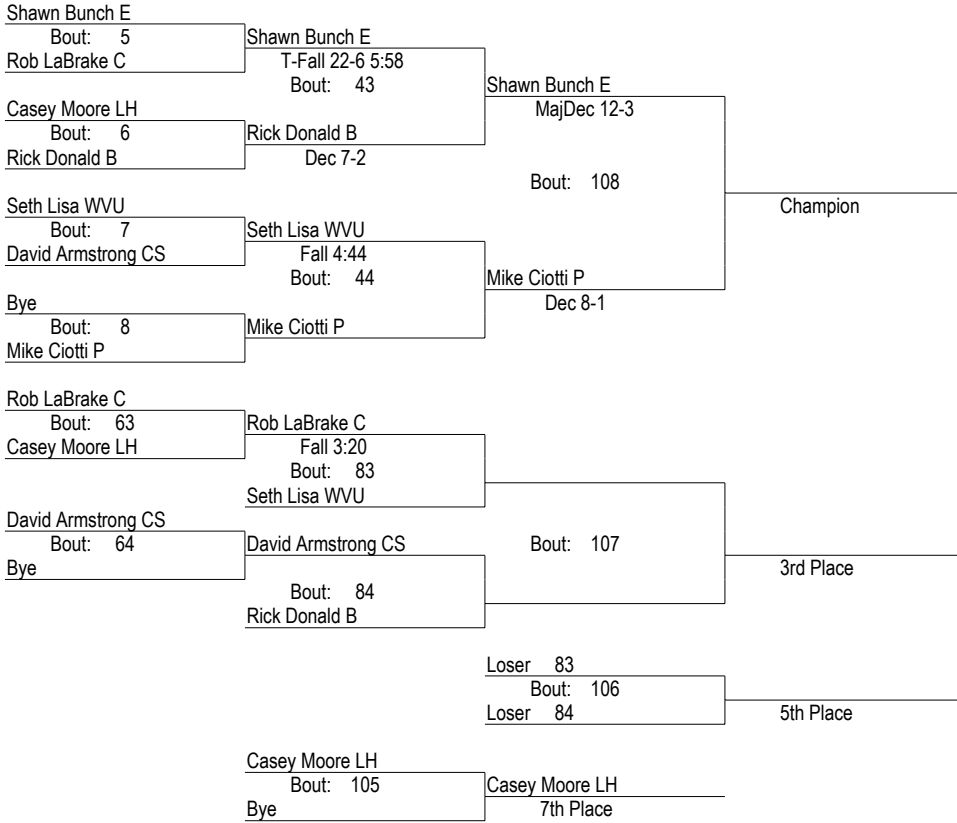 Shawn Bunch E
Bout: 5
Shawn Bunch E
Rob LaBrake C
T-Fall 22-6 5:58
Bout: 43
Shawn Bunch E
Casey Moore LH
MajDec 12-3
Bout: 6
Rick Donald B
Rick Donald B
Dec 7-2
Bout: 108
Seth Lisa WVU
Champion
Bout: 7
Seth Lisa WVU
David Armstrong CS
Fall 4:44
Bout: 44
Mike Ciotti P
Bye
Dec 8-1
Bout: 8
Mike Ciotti P
Mike Ciotti P
Rob LaBrake C
Bout: 63
Rob LaBrake C
Casey Moore LH
Fall 3:20
Bout: 83
Seth Lisa WVU
David Armstrong CS
Bout: 64
David Armstrong CS
Bout: 107
Bye
3rd Place
Bout: 84
Rick Donald B
Loser 83
Bout: 106
Loser 84
5th Place
Casey Moore LH
Bout: 105
Casey Moore LH
Bye
7th Place